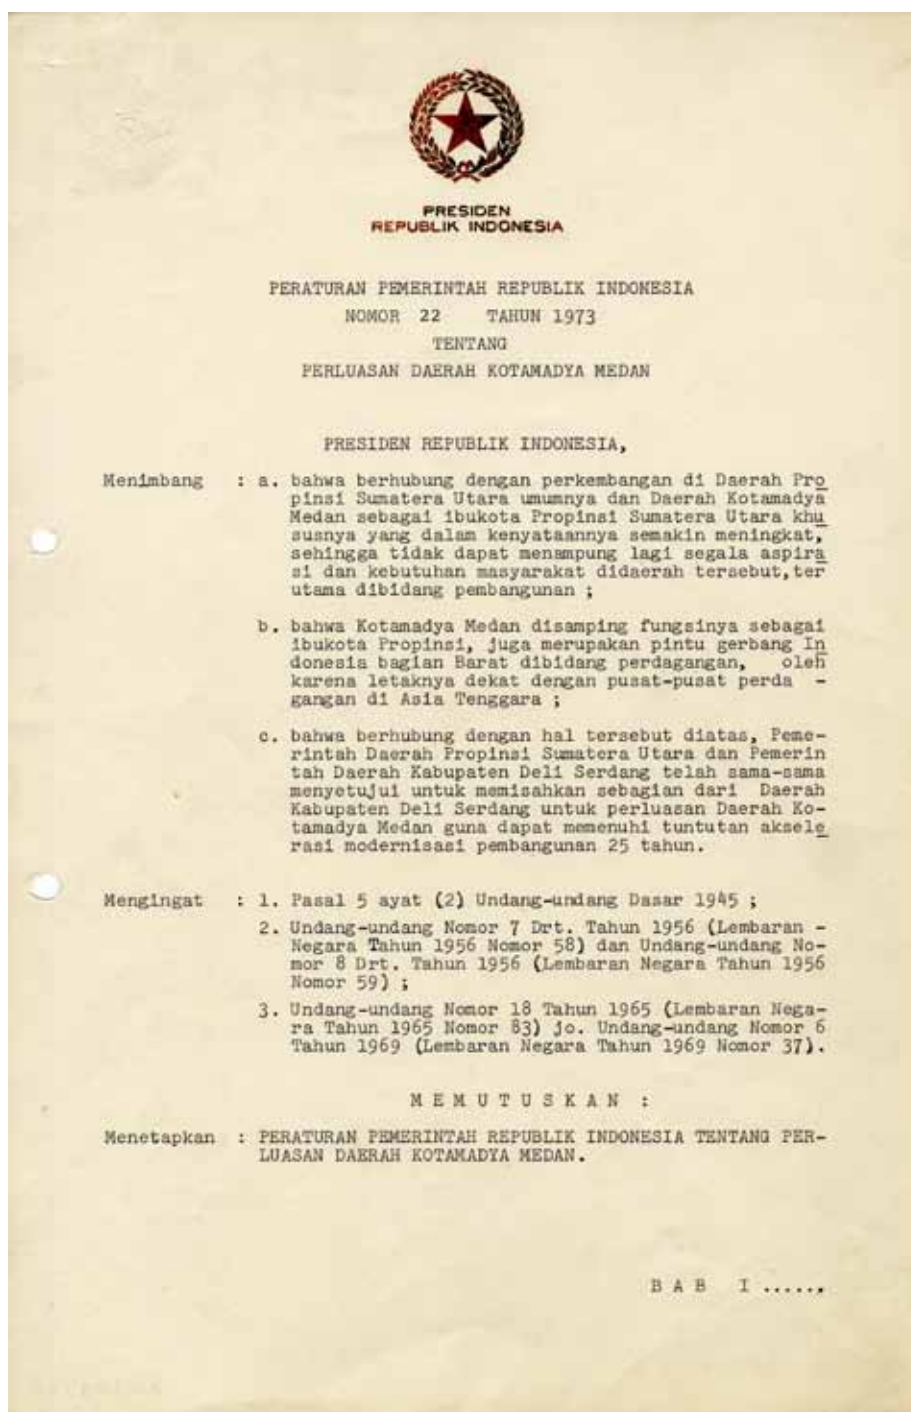 PRESIDEN
REPUBLIK INDONESIA
PERATURAN PEMERINTAH REPUBLIK INDONESIA
NOMOR 22 TAHUN 1973
TENTANG
PERLUASAN DAERAH KOTAMADYA MEDAN
PRESIDEN REPUBLIK INDONESIA,
Menimbang : a. bahwa berhubung dengan perkembangan di Daerah Pro
pinsi Sumatera Utara umumnya dan Daerah Kotamadya
Medan sebagai ibukota Propinsi Sumatera Utara khu
susnya yang dalam kenyataannya semakin meningkat,
sehingga tidak dapat menampung lagi segala aspira
si dan kebutuhan masyarakat didaerah tersebut,ter
utama dibidang pembangunan ;
b. bahwa Kotamadya Medan disamping fungsinya sebagai
ibukota Propinsi, juga merupakan pintu gerbang In
donesia bagian Barat dibidang perdagangan, oleh
karena letaknya dekat dengan pusat-pusat perda -
gangan di Asia Tenggara ;
c. bahwa berhubung dengan hal tersebut diatas, Peme-
rintah Daerah Propinsi Sumatera Utara dan Pemerin
tah Daerah Kabupaten Deli Serdang telah sama-sama
menyetujui untuk memisahkan sebagian dari Daerah
Kabupaten Deli Serdang untuk perluasan Daerah Ko-
tamadya Medan guna dapat memenuhi tuntutan aksele
rasi modernisasi pembangunan 25 tahun.
Mengingat : 1. Pasal 5 ayat (2) Undang-undang Dasar 1945 ;
2. Undang-undang Nomor 7 Drt. Tahun 1956 (Lembaran -
Negara Tahun 1956 Nomor 58) dan Undang-undang No-
mor 8 Drt. Tahun 1956 (Lembaran Negara Tahun 1956
Nomor 59) ;
3. Undang-undang Nomor 18 Tahun 1965 (Lembaran Nega-
ra Tahun 1965 Nomor 83) jo. Undang-undang Nomor 6
Tahun 1969 (Lembaran Negara Tahun 1969 Nomor 37).
M E M U T U S K A N :
Menetapkan : PERATURAN PEMERINTAH REPUBLIK INDONESIA TENTANG PER-
LUASAN DAERAH KOTAMADYA MEDAN.
B A B I ......